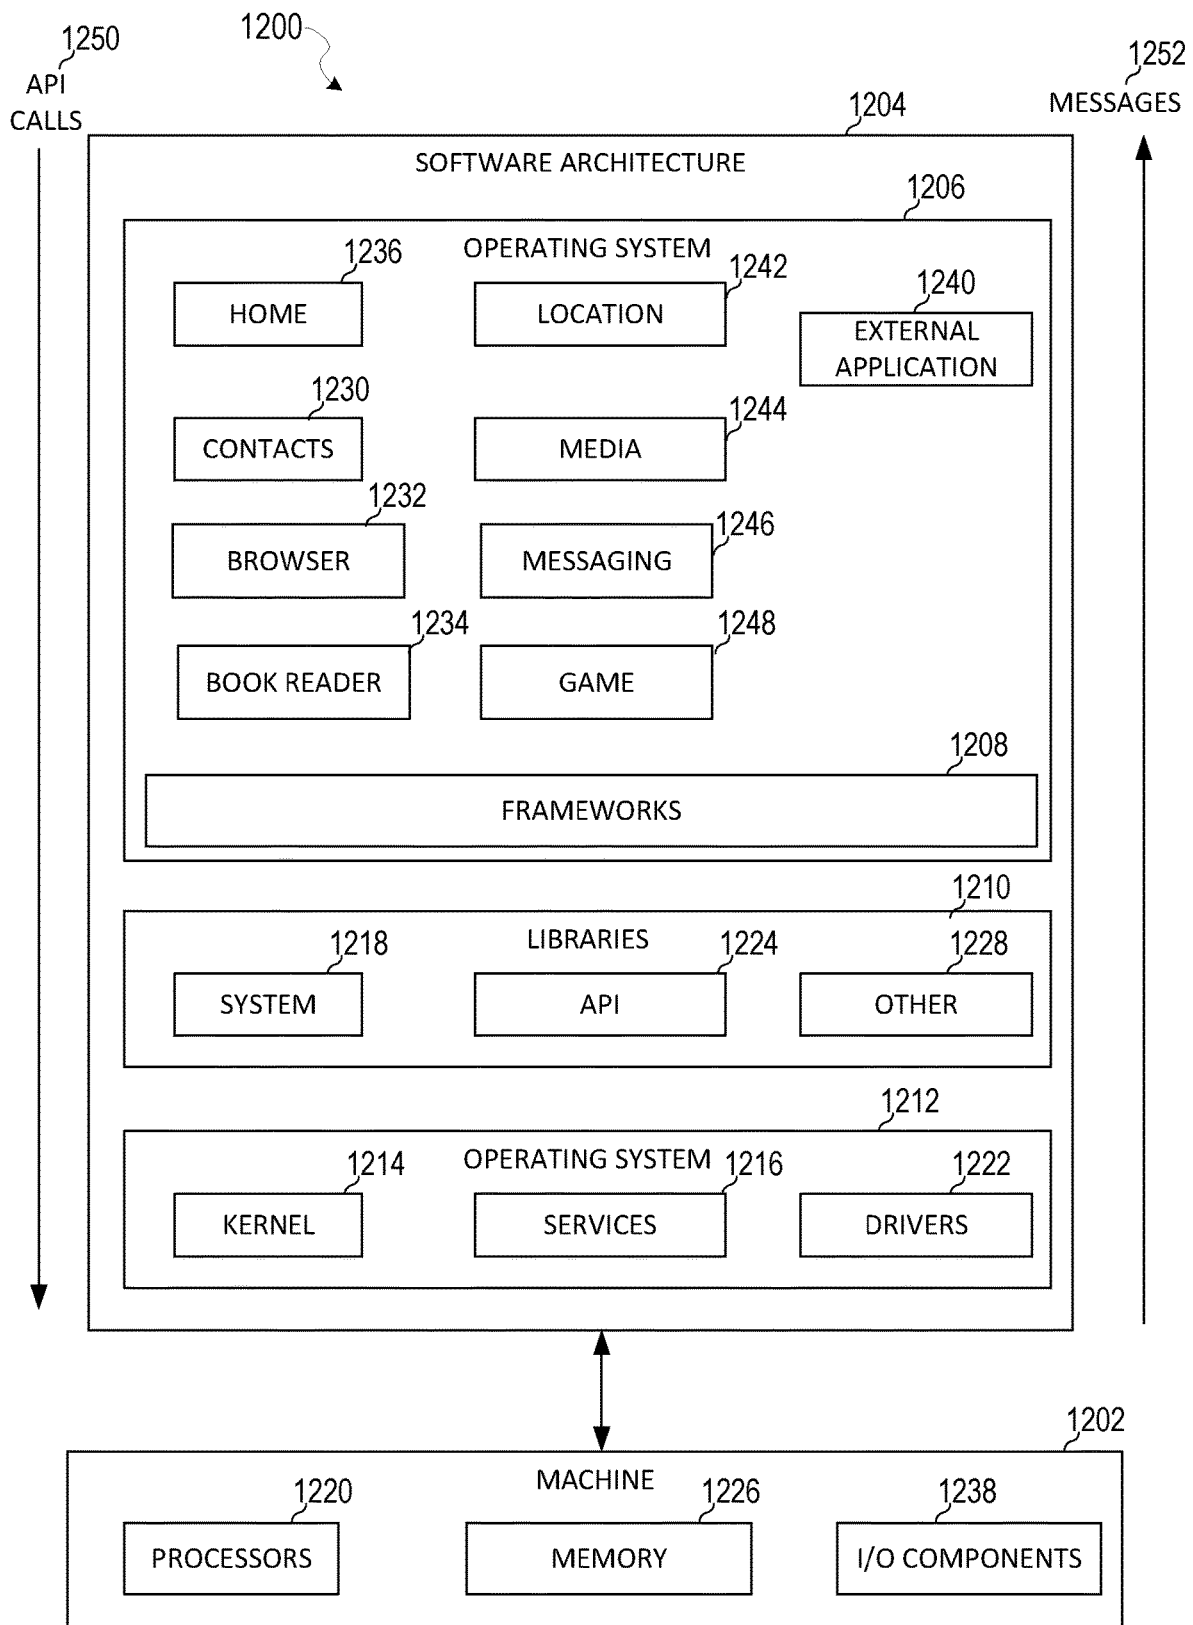 1250
1200
1252
API
CALLS
MESSAGES
1204
SOFTWARE ARCHITECTURE
1206
OPERATING SYSTEM
1236
HOME
1242
LOCATION
1240
EXTERNAL
APPLICATION
1230
CONTACTS
1244
MEDIA
1232
BROWSER
1246
MESSAGING
1234
BOOK READER
1248
GAME
1208
FRAMEWORKS
1210
LIBRARIES
1218
SYSTEM
1224
API
1228
OTHER
1212
OPERATING SYSTEM
1214
KERNEL
1216
SERVICES
1222
DRIVERS
1202
MACHINE
1220
PROCESSORS
1226
MEMORY
1238
I/O COMPONENTS